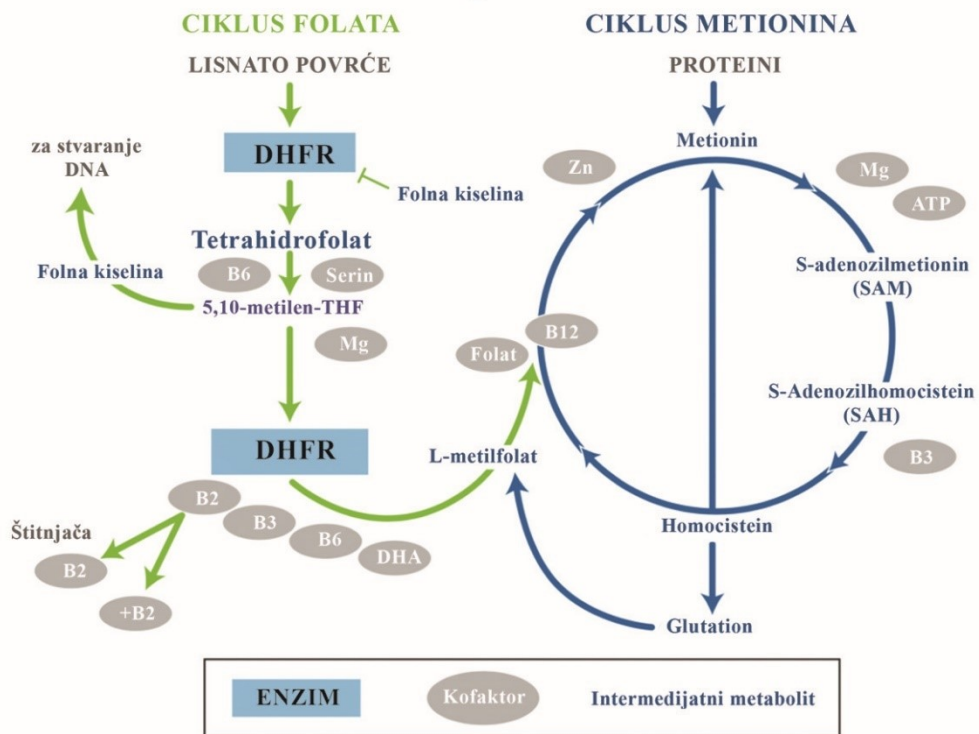 CIKLUS FOLATA
LISNATO POVRĆE
DHFR
za stvaranje
DNA
Folna kiselina
Tetrahidrofolat
Folna kiselina
B6
Serin
5,10-metilen-THF
Mg
DHFR
L-metilfolat
B2
B3
B6
DHA
Štitnjača
B2
+B2
CIKLUS METIONINA
PROTEINI
Metionin
Zn
Mg
ATP
S-adenozilmetionin
(SAM)
B12
Folat
S-Adenozilhomocistein
(SAH)
B3
Homocistein
Glutation
ENZIM
Kofaktor
Intermedijatni metabolit